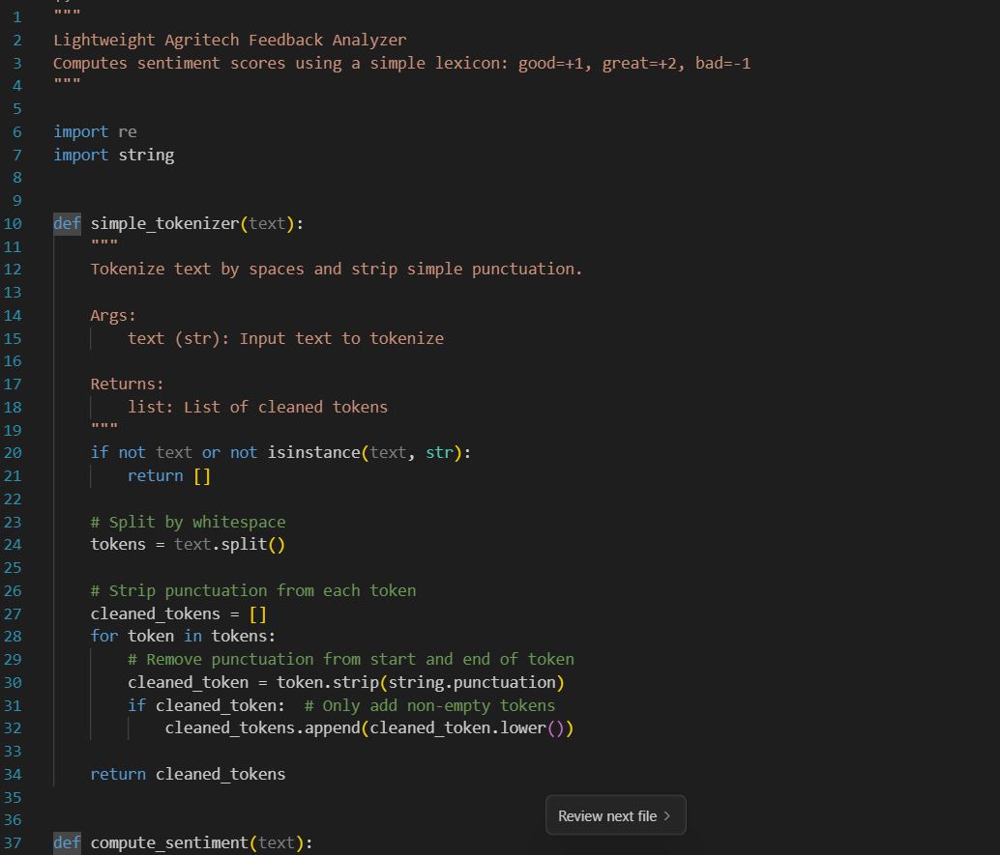 1 """
2 Lightweight Agritech Feedback Analyzer
3 Computes sentiment scores using a simple lexicon: good=+1, great=+2, bad=-1
4 """
5
6 import re
7 import string
8
9
10 def simple_tokenizer(text):
11     """
12     Tokenize text by spaces and strip simple punctuation.
13
14     Args:
15         text (str): Input text to tokenize
16
17     Returns:
18         list: List of cleaned tokens
19     """
20     if not text or not isinstance(text, str):
21         return []
22
23     # Split by whitespace
24     tokens = text.split()
25
26     # Strip punctuation from each token
27     cleaned_tokens = []
28     for token in tokens:
29         # Remove punctuation from start and end of token
30         cleaned_token = token.strip(string.punctuation)
31         if cleaned_token:  # Only add non-empty tokens
32             cleaned_tokens.append(cleaned_token.lower())
33
34     return cleaned_tokens
35
36
Review next file >
37 def compute_sentiment(text):